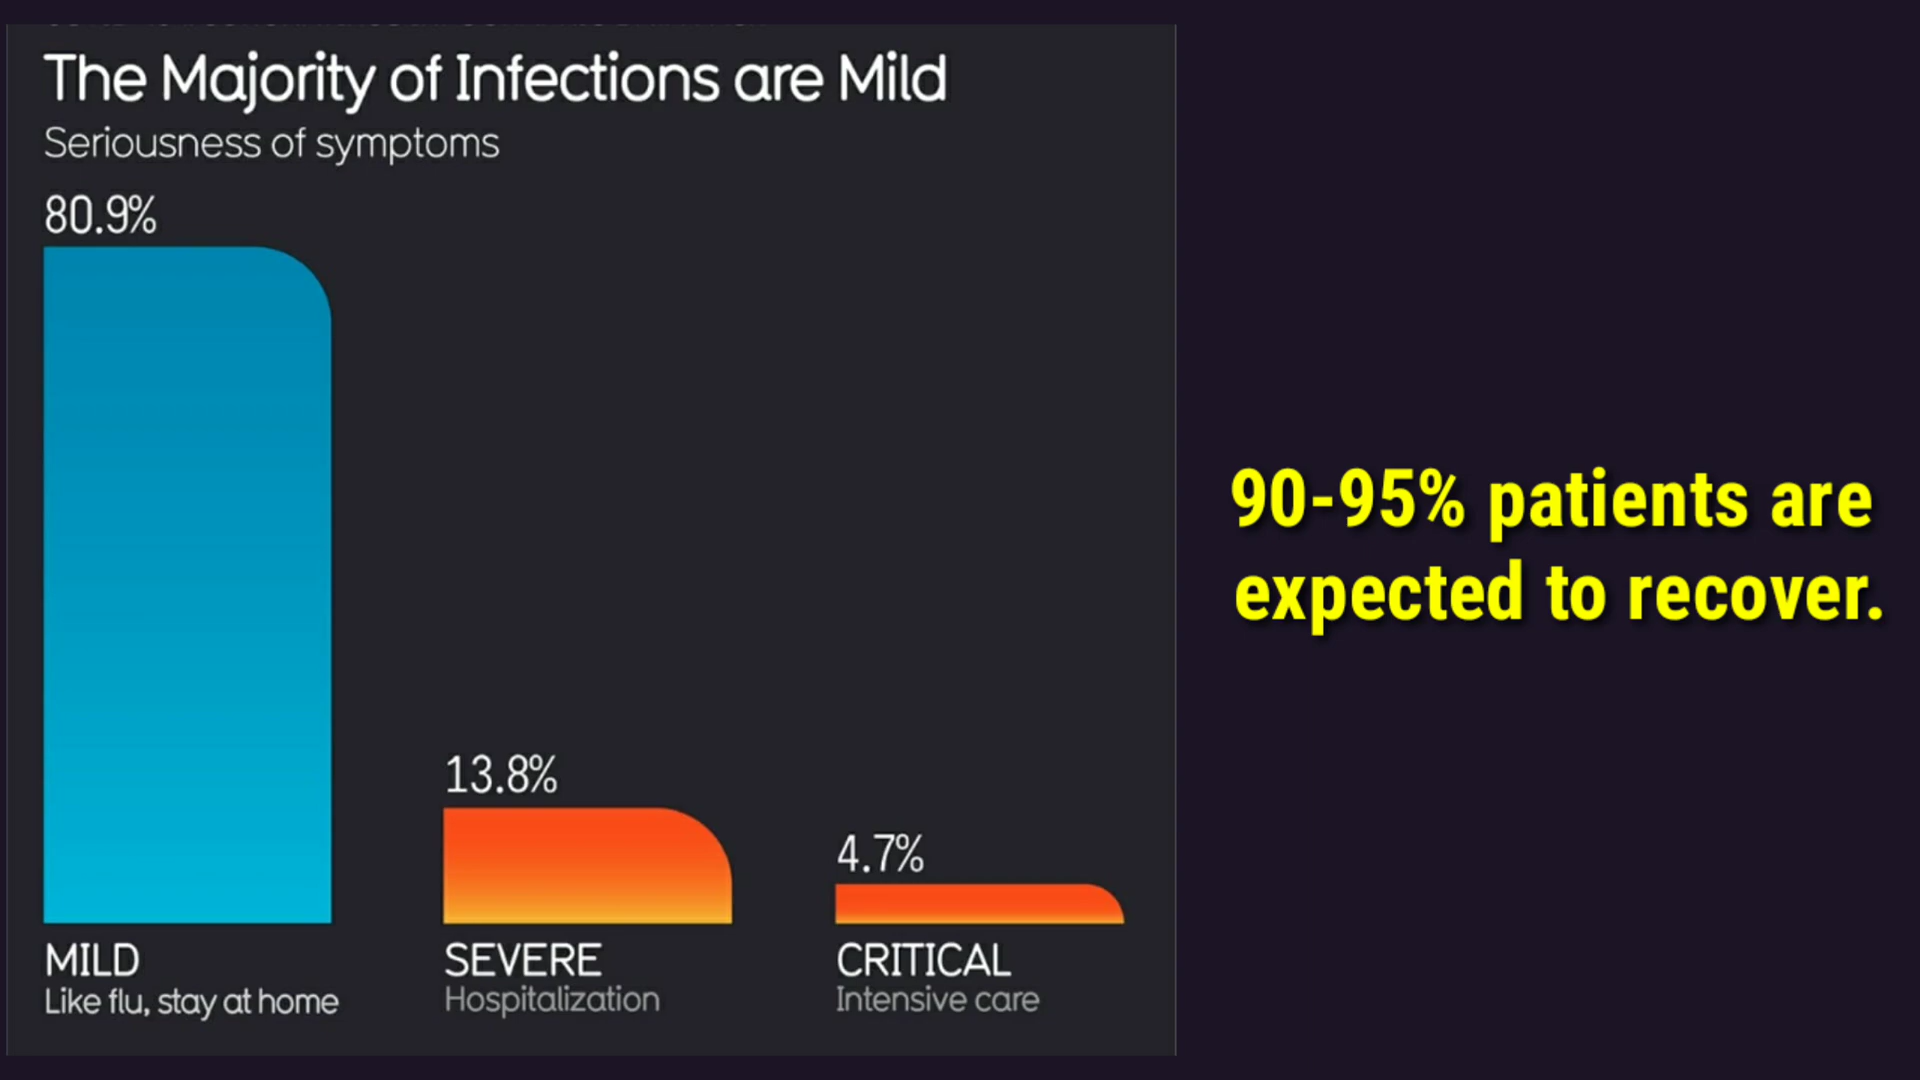 The Majority of Infections are Mild
Seriousness of symptoms
80.9%
13.8%
4.7%
MILD
Like flu, stay at home
SEVERE
Hospitalization
CRITICAL
Intensive care
90-95% patients are
expected to recover.